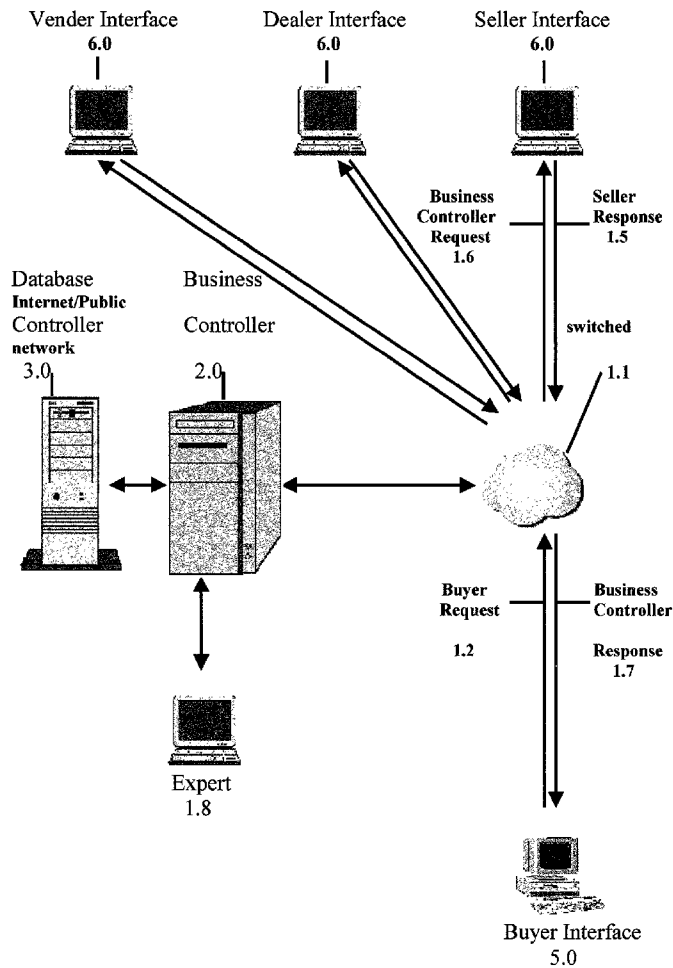 Vender Interface
6.0
Dealer Interface
6.0
Seller Interface
6.0
Business
Controller
Request
1.6
Seller
Response
1.5
Database
Internet/Public
Controller
network
3.0
Business
Controller
2.0
switched
1.1
Buyer
Request
1.2
Business
Controller
Response
1.7
Expert
1.8
Buyer Interface
5.0